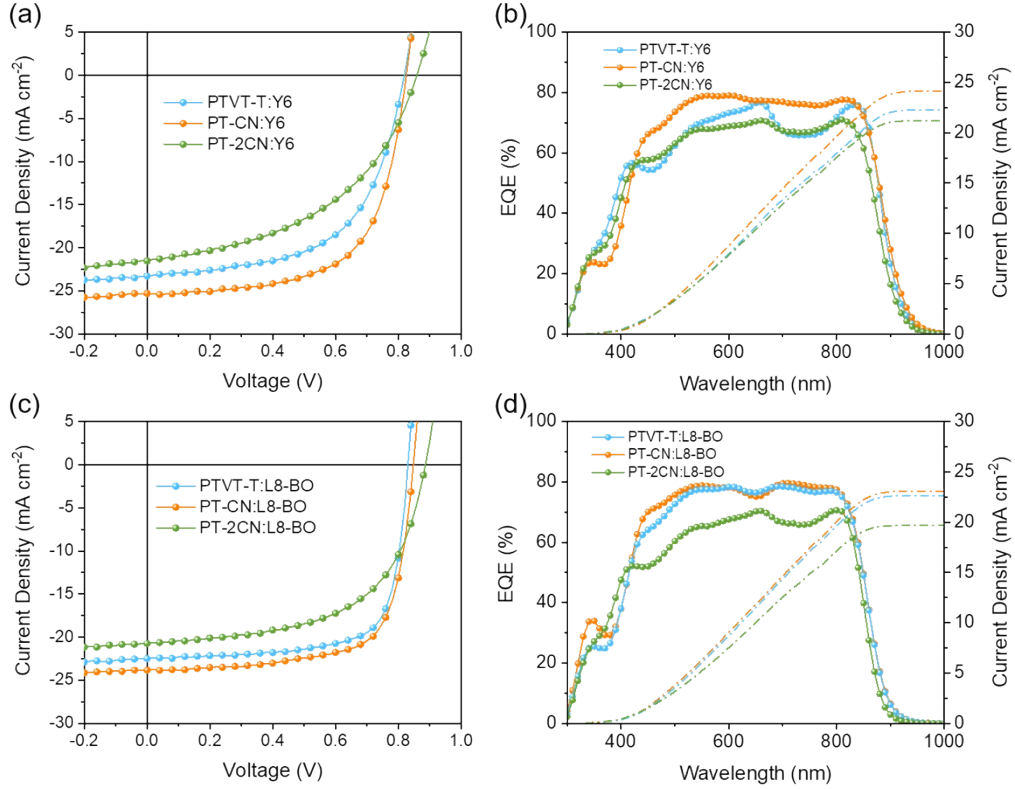 (a)
5
0
-5
-10
-15
-20
-25
-30
-0.2 0.0 0.2 0.4 0.6 0.8 1.0
Voltage (V)
Current Density (mA cm-2)
PTVT-T:Y6
PT-CN:Y6
PT-2CN:Y6
(b)
100
80
60
40
20
0
EQE (%)
400 600 800 1000
Wavelength (nm)
30
25
20
15
10
5
0
Current Density (mA cm-2)
PTVT-T:Y6
PT-CN:Y6
PT-2CN:Y6
(c)
5
0
-5
-10
-15
-20
-25
-30
-0.2 0.0 0.2 0.4 0.6 0.8 1.0
Voltage (V)
Current Density (mA cm-2)
PTVT-T:L8-BO
PT-CN:L8-BO
PT-2CN:L8-BO
(d)
100
80
60
40
20
0
EQE (%)
400 600 800 1000
Wavelength (nm)
30
25
20
15
10
5
0
Current Density (mA cm-2)
PTVT-T:L8-BO
PT-CN:L8-BO
PT-2CN:L8-BO